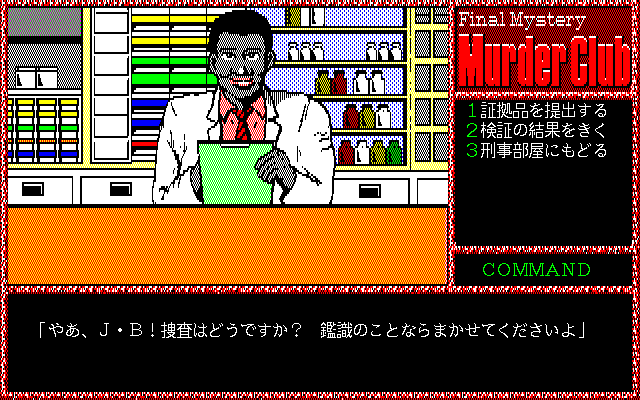 Final Mystery
Murder Club
1証拠品を提出する
2検証の結果をきく
3刑事部屋にもどる
COMMAND
「やあ、J・B！捜査はどうですか？　鑑識のことならまかせてくださいよ」